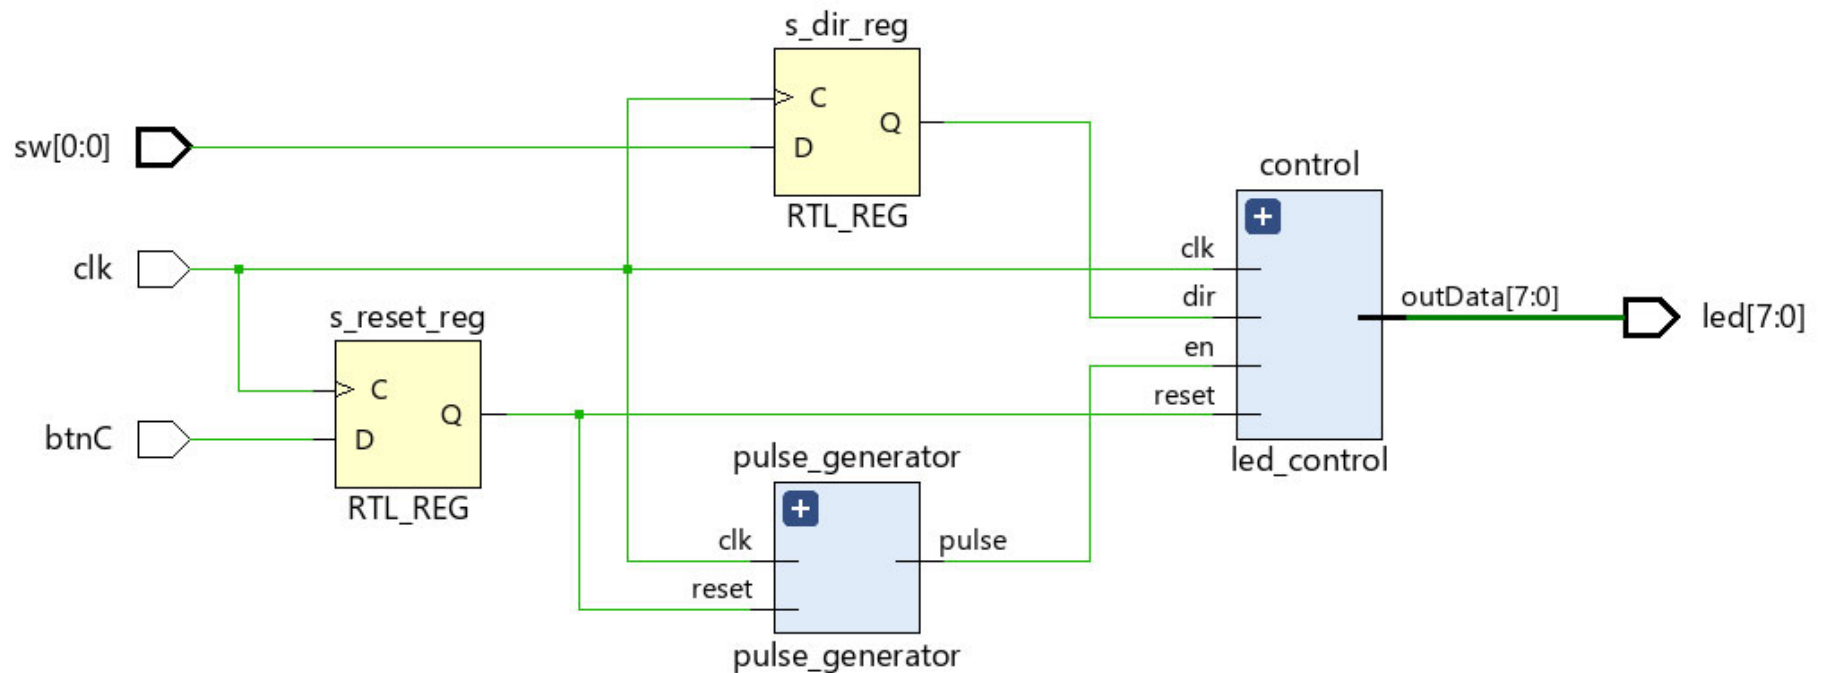 s_dir_reg
C
Q
D
RTL_REG
sw[0:0]
clk
btnC
s_reset_reg
C
Q
D
RTL_REG
pulse_generator
+
clk
pulse
reset
pulse_generator
control
+
clk
dir
en
reset
outData[7:0]
led_control
led[7:0]